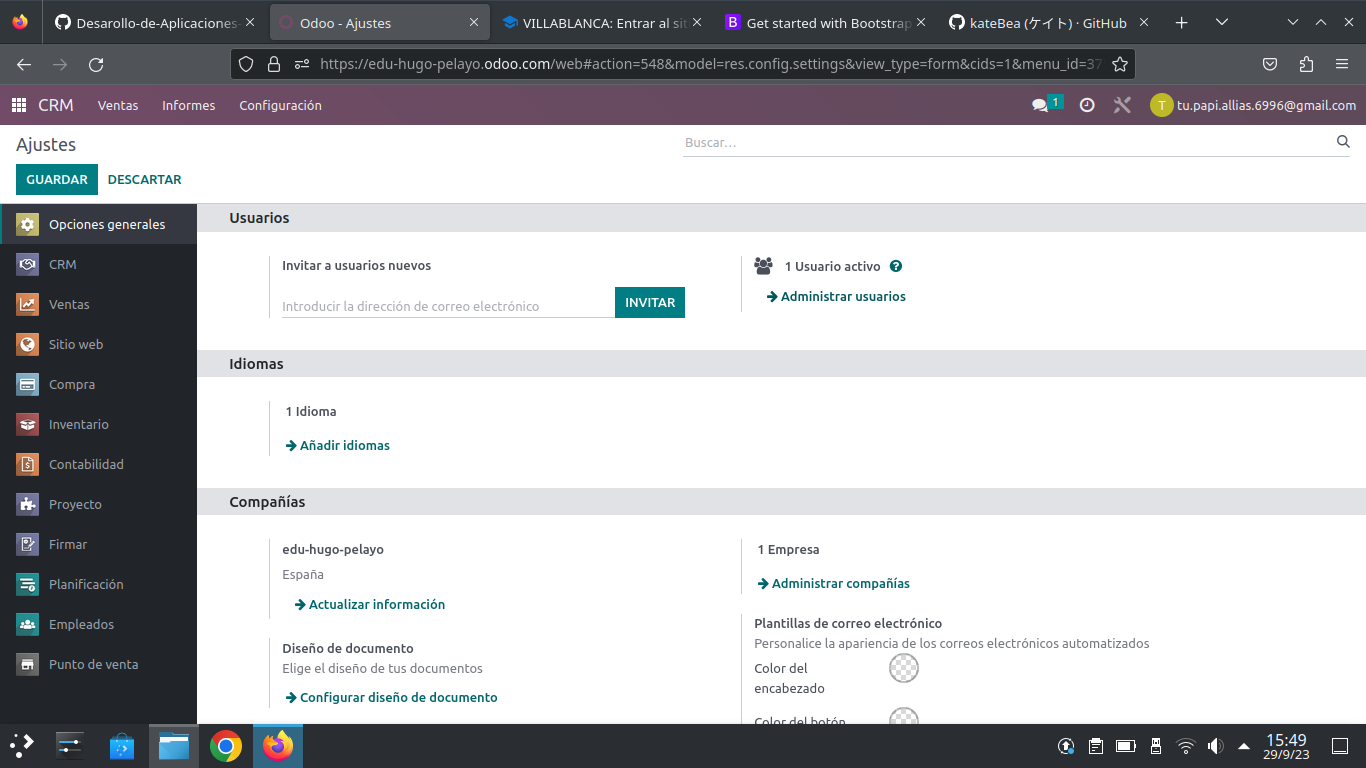 Desarollo-de-Aplicaciones-
Odoo - Ajustes
VILLABLANCA: Entrar al sit
B Get started with Bootstrap
kateBea (ケイト) · GitHub
https://edu-hugo-pelayo.odoo.com/web#action=548&model=res.config.settings&view_type=form&cids=1&menu_id=37
CRM Ventas Informes Configuración 1 T tu.papi.allias.6996@gmail.com
Ajustes
Buscar...
GUARDAR DESCARTAR
Opciones generales
CRM
Ventas
Sitio web
Compra
Inventario
Contabilidad
Proyecto
Firmar
Planificación
Empleados
Punto de venta
Usuarios
Invitar a usuarios nuevos
Introducir la dirección de correo electrónico
INVITAR
1 Usuario activo ?
Administrar usuarios
Idiomas
1 Idioma
Añadir idiomas
Compañías
edu-hugo-pelayo
España
Actualizar información
1 Empresa
Administrar compañías
Diseño de documento
Elige el diseño de tus documentos
Configurar diseño de documento
Plantillas de correo electrónico
Personalice la apariencia de los correos electrónicos automatizados
Color del
encabezado
Color del botón
15:49
29/9/23